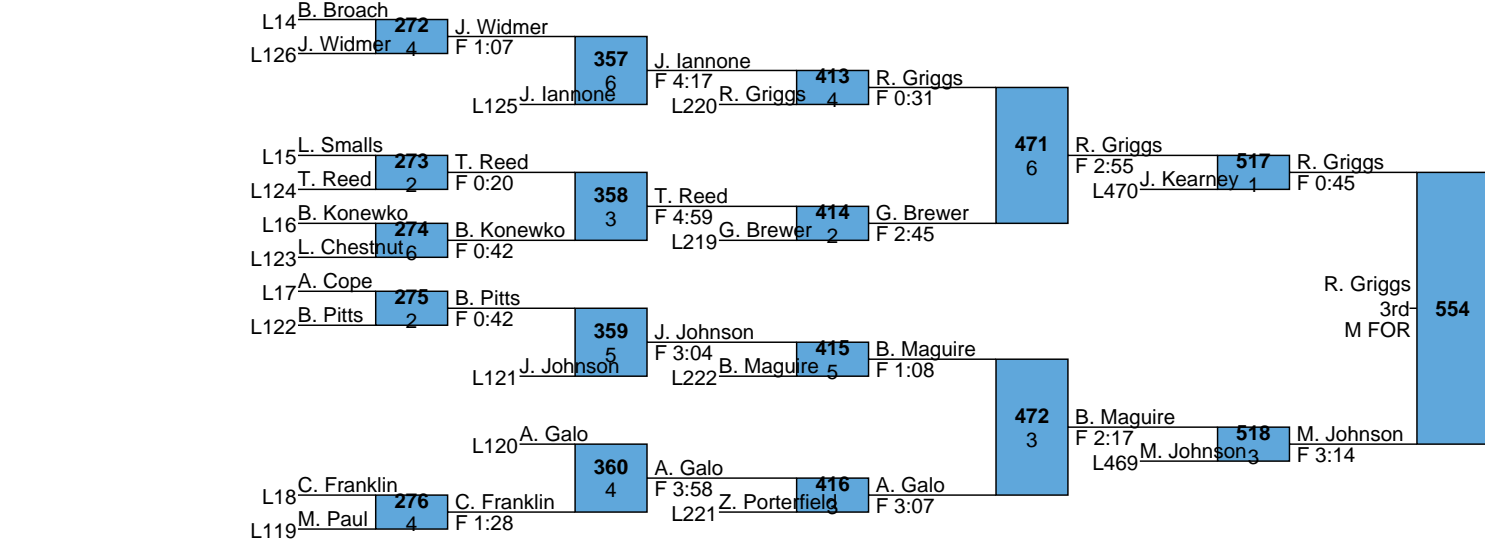 B. Broach
L14
272
J. Widmer
L126
J. Widmer
4
F 1:07
357
6
J. Iannone
F 4:17
L125
J. Iannone
413
4
L220
R. Griggs
R. Griggs
F 0:31
L. Smalls
L15
273
T. Reed
L124
T. Reed
2
F 0:20
358
3
T. Reed
F 4:59
B. Konewko
L16
274
B. Konewko
L123
L. Chestnut
6
F 0:42
414
2
L219
G. Brewer
G. Brewer
F 2:45
471
6
R. Griggs
F 2:55
L470
J. Kearney
517
1
R. Griggs
F 0:45
A. Cope
L17
275
B. Pitts
L122
B. Pitts
2
F 0:42
359
5
J. Johnson
F 3:04
L121
J. Johnson
415
5
L222
B. Maguire
B. Maguire
F 1:08
R. Griggs
3rd
M FOR
554
472
3
B. Maguire
F 2:17
L469
M. Johnson
518
3
M. Johnson
F 3:14
L120
A. Galo
360
4
A. Galo
F 3:58
416
3
L221
Z. Porterfield
A. Galo
F 3:07
C. Franklin
L18
276
C. Franklin
L119
M. Paul
4
F 1:28